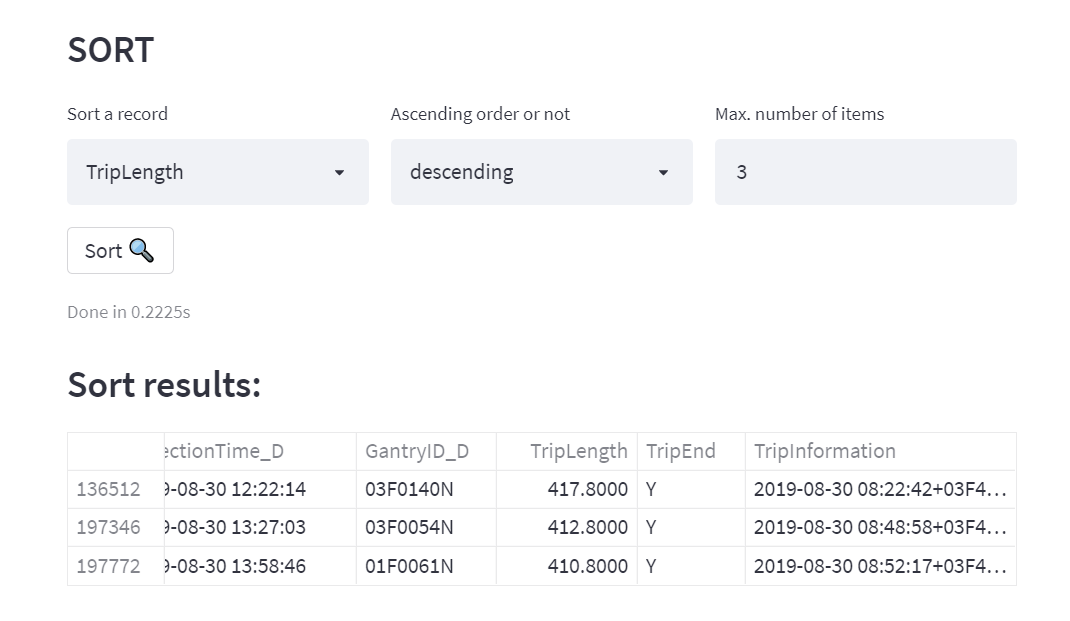 SORT
Sort a record Ascending order or not Max. number of items
TripLength descending 3
Sort
Done in 0.2225s
Sort results:
ectionTime_D GantryID_D TripLength TripEnd TripInformation
136512 9-08-30 12:22:14 03F0140N 417.8000 Y 2019-08-30 08:22:42+03F4...
197346 9-08-30 13:27:03 03F0054N 412.8000 Y 2019-08-30 08:48:58+03F4...
197772 9-08-30 13:58:46 01F0061N 410.8000 Y 2019-08-30 08:52:17+03F4...